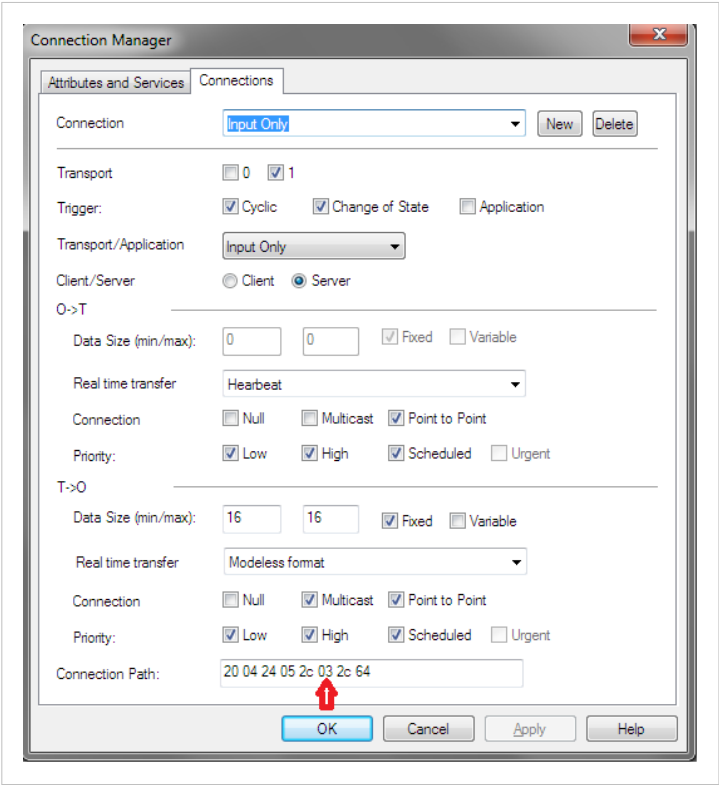 Connection Manager
Attributes and Services Connections
Connection Input Only New Delete
Transport 0 1
Trigger: Cyclic Change of State Application
Transport/Application Input Only
Client/Server Client Server
O->T
Data Size (min/max): 0 0 Fixed Variable
Real time transfer Hearbeat
Connection Null Multicast Point to Point
Priority: Low High Scheduled Urgent
T->O
Data Size (min/max): 16 16 Fixed Variable
Real time transfer Modeless format
Connection Null Multicast Point to Point
Priority: Low High Scheduled Urgent
Connection Path: 20 04 24 05 2c 03 2c 64
OK Cancel Apply Help